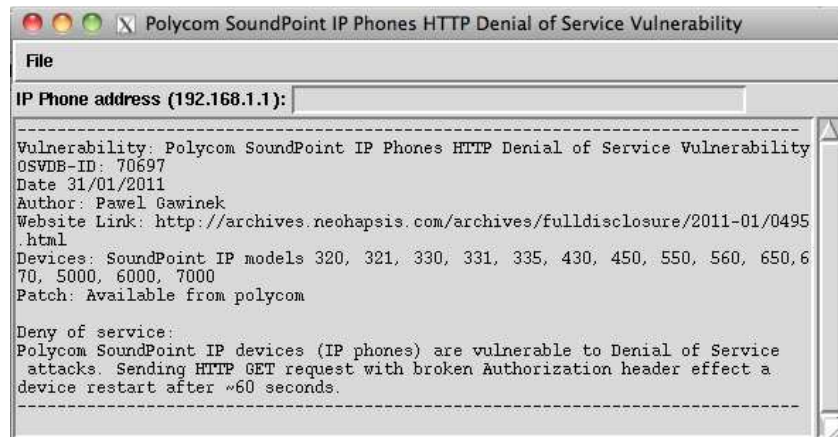 Polycom SoundPoint IP Phones HTTP Denial of Service Vulnerability
File
IP Phone address (192.168.1.1):
--------------------------------------------------------------------------------
Vulnerability: Polycom SoundPoint IP Phones HTTP Denial of Service Vulnerability
OSVDB-ID: 70697
Date 31/01/2011
Author: Pawel Gawinek
Website Link: http://archives.neohapsis.com/archives/fulldisclosure/2011-01/0495
.html
Devices: SoundPoint IP models 320, 321, 330, 331, 335, 430, 450, 550, 560, 650,6
70, 5000, 6000, 7000
Patch: Available from polycom
Deny of service:
Polycom SoundPoint IP devices (IP phones) are vulnerable to Denial of Service
attacks. Sending HTTP GET request with broken Authorization header effect a
device restart after ~60 seconds.
--------------------------------------------------------------------------------